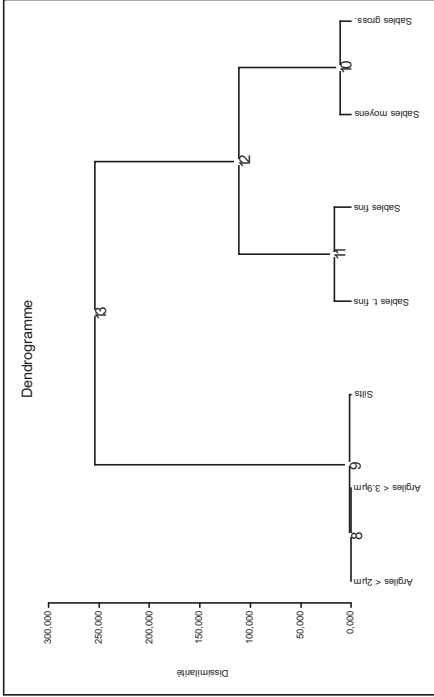 Dendrogramme
300,000
250,000
200,000
150,000
100,000
50,000
0,000
Dissimilarité
13
12
11
10
9
8
Argiles < 2µm
Argiles < 3.9µm
Silts
Sables t. fins
Sables fins
Sables moyens
Sables gross.